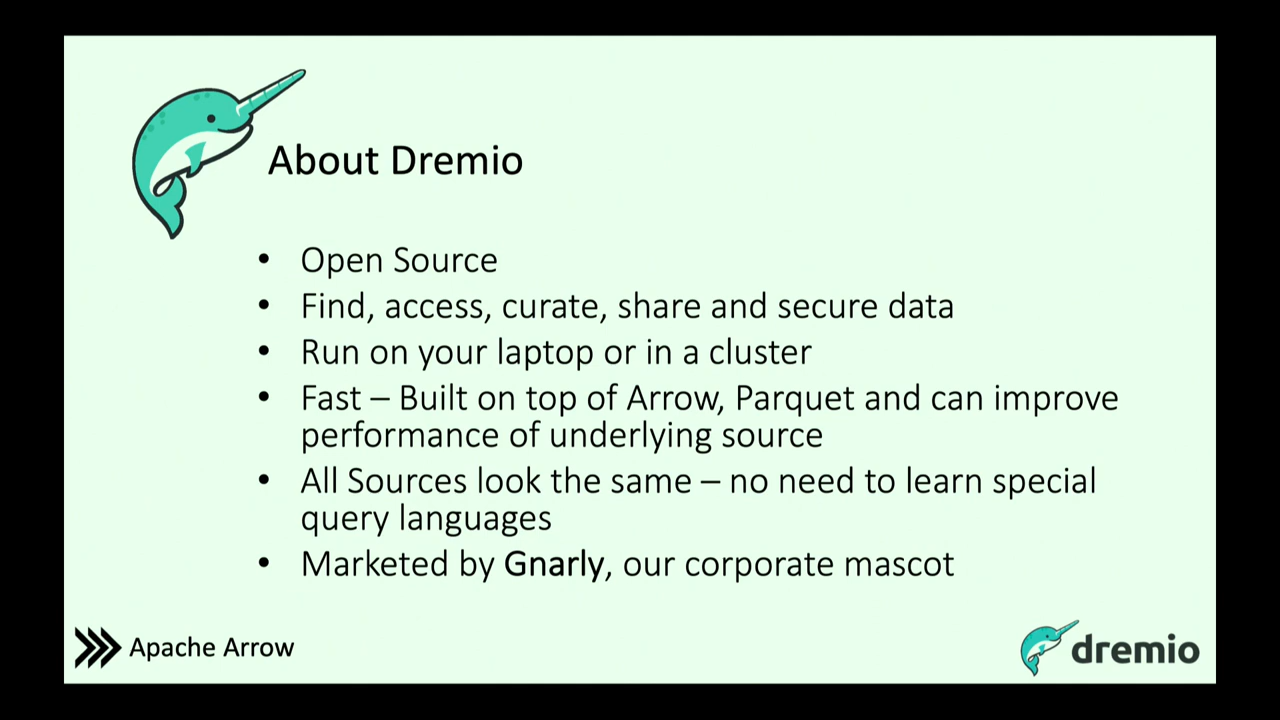 About Dremio
• Open Source
• Find, access, curate, share and secure data
• Run on your laptop or in a cluster
• Fast – Built on top of Arrow, Parquet and can improve
performance of underlying source
• All Sources look the same – no need to learn special
query languages
• Marketed by Gnarly, our corporate mascot
Apache Arrow
dremio